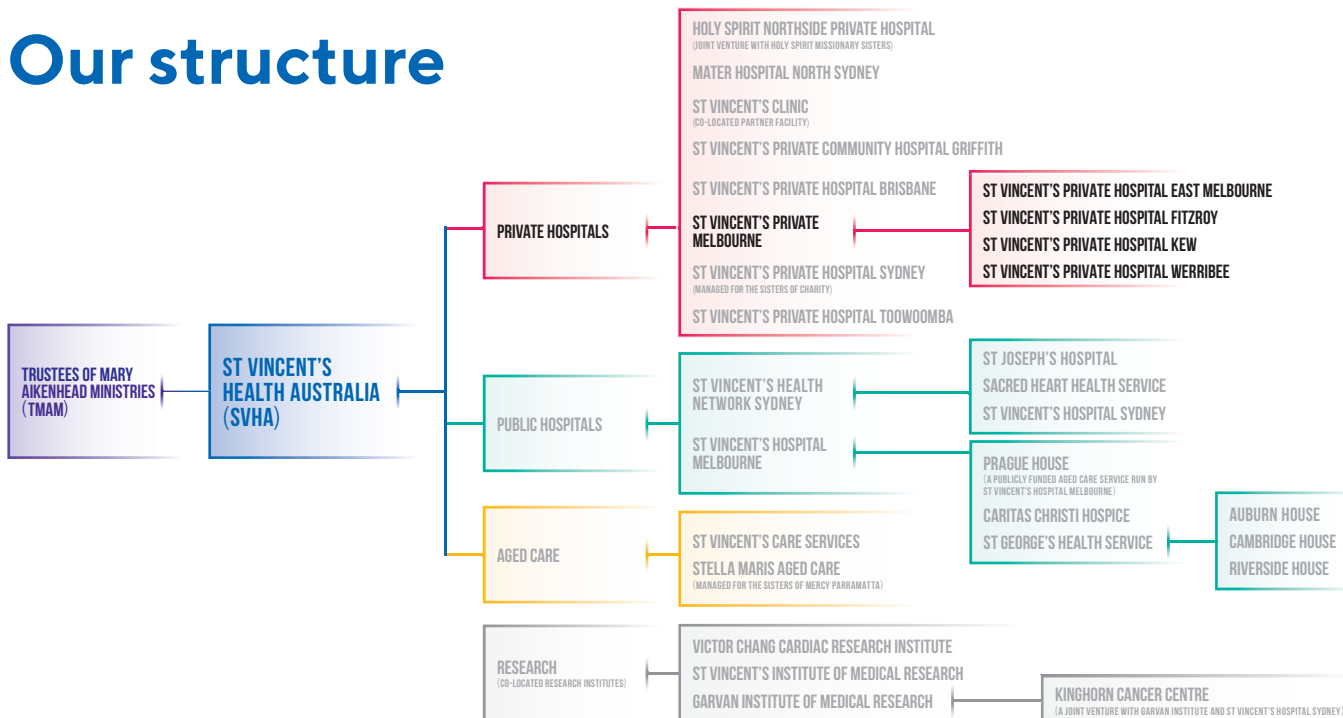 Our structure
TRUSTEES OF MARY
AIKENHEAD MINISTRIES
(TMAM)
ST VINCENT'S
HEALTH AUSTRALIA
(SVHA)
PRIVATE HOSPITALS
HOLY SPIRIT NORTHSIDE PRIVATE HOSPITAL
(JOINT VENTURE WITH HOLY SPIRIT MISSIONARY SISTERS)
MATER HOSPITAL NORTH SYDNEY
ST VINCENT'S CLINIC
(CO-LOCATED PARTNER FACILITY)
ST VINCENT'S PRIVATE COMMUNITY HOSPITAL GRIFFITH
ST VINCENT'S PRIVATE HOSPITAL BRISBANE
ST VINCENT'S PRIVATE
MELBOURNE
ST VINCENT'S PRIVATE HOSPITAL SYDNEY
(MANAGED FOR THE SISTERS OF CHARITY)
ST VINCENT'S PRIVATE HOSPITAL TOOWOOMBA
ST VINCENT'S PRIVATE HOSPITAL EAST MELBOURNE
ST VINCENT'S PRIVATE HOSPITAL FITZROY
ST VINCENT'S PRIVATE HOSPITAL KEW
ST VINCENT'S PRIVATE HOSPITAL WERRIBEE
PUBLIC HOSPITALS
ST VINCENT'S HEALTH
NETWORK SYDNEY
ST VINCENT'S HOSPITAL
MELBOURNE
ST JOSEPH'S HOSPITAL
SACRED HEART HEALTH SERVICE
ST VINCENT'S HOSPITAL SYDNEY
PRAGUE HOUSE
(A PUBLICLY FUNDED AGED CARE SERVICE RUN BY
ST VINCENT'S HOSPITAL MELBOURNE)
CARITAS CHRISTI HOSPICE
ST GEORGE'S HEALTH SERVICE
AUBURN HOUSE
CAMBRIDGE HOUSE
RIVERSIDE HOUSE
AGED CARE
ST VINCENT'S CARE SERVICES
STELLA MARIS AGED CARE
(MANAGED FOR THE SISTERS OF MERCY PARRAMATTA)
RESEARCH
(CO-LOCATED RESEARCH INSTITUTES)
VICTOR CHANG CARDIAC RESEARCH INSTITUTE
ST VINCENT'S INSTITUTE OF MEDICAL RESEARCH
GARVAN INSTITUTE OF MEDICAL RESEARCH
KINGHORN CANCER CENTRE
(A JOINT VENTURE WITH GARVAN INSTITUTE AND ST VINCENT'S HOSPITAL SYDNEY)